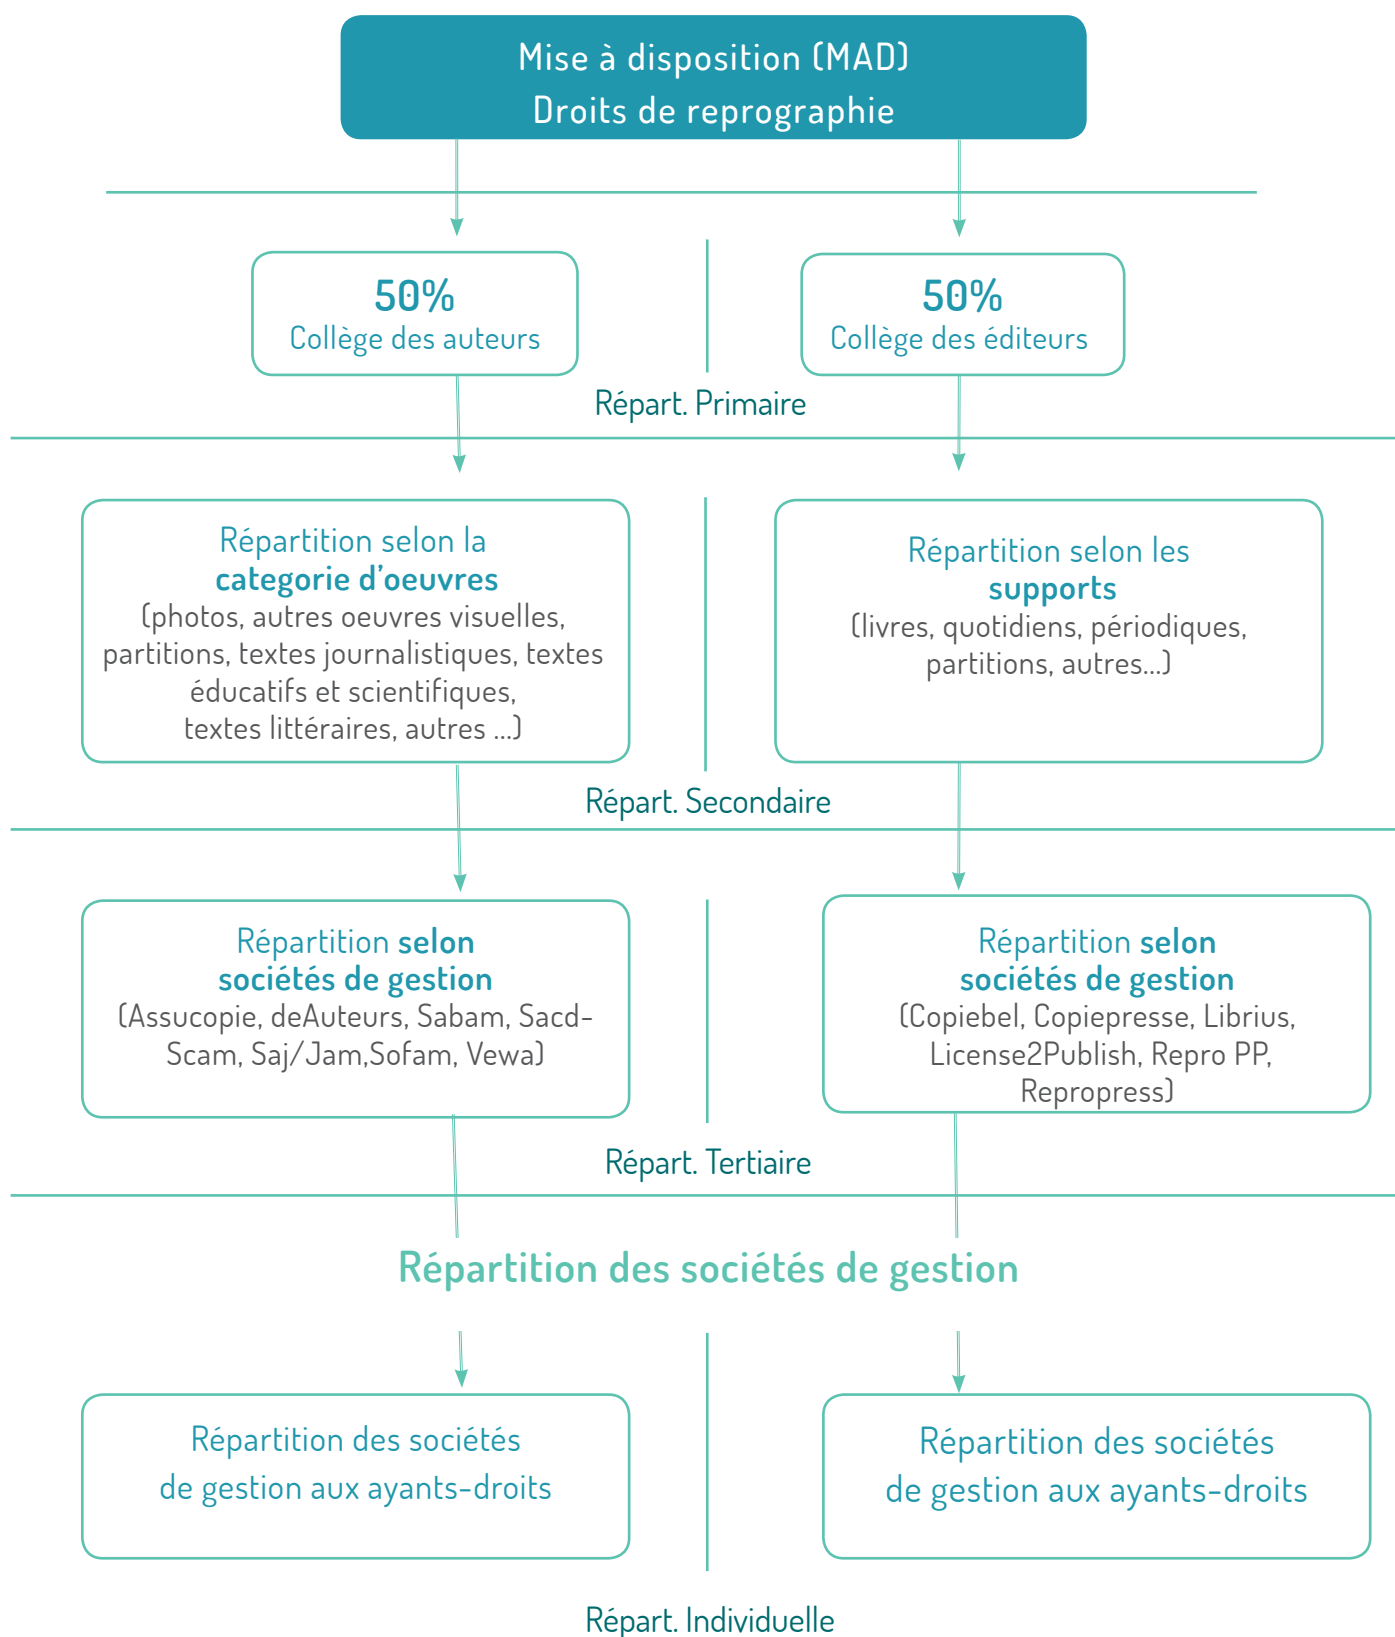 Mise à disposition (MAD)
Droits de reprographie
50%
Collège des auteurs
50%
Collège des éditeurs
Répart. Primaire
Répartition selon la
categorie d'oeuvres
(photos, autres oeuvres visuelles,
partitions, textes journalistiques, textes
éducatifs et scientifiques,
textes littéraires, autres ...)
Répartition selon les
supports
(livres, quotidiens, périodiques,
partitions, autres...)
Répart. Secondaire
Répartition selon
sociétés de gestion
(Assucopie, deAuteurs, Sabam, Sacd-
Scam, Saj/Jam,Sofam, Vewa)
Répartition selon
sociétés de gestion
(Copiebel, Copiepresse, Librius,
License2Publish, Repro PP,
Repropress)
Répart. Tertiaire
Répartition des sociétés de gestion
Répartition des sociétés
de gestion aux ayants-droits
Répartition des sociétés
de gestion aux ayants-droits
Répart. Individuelle